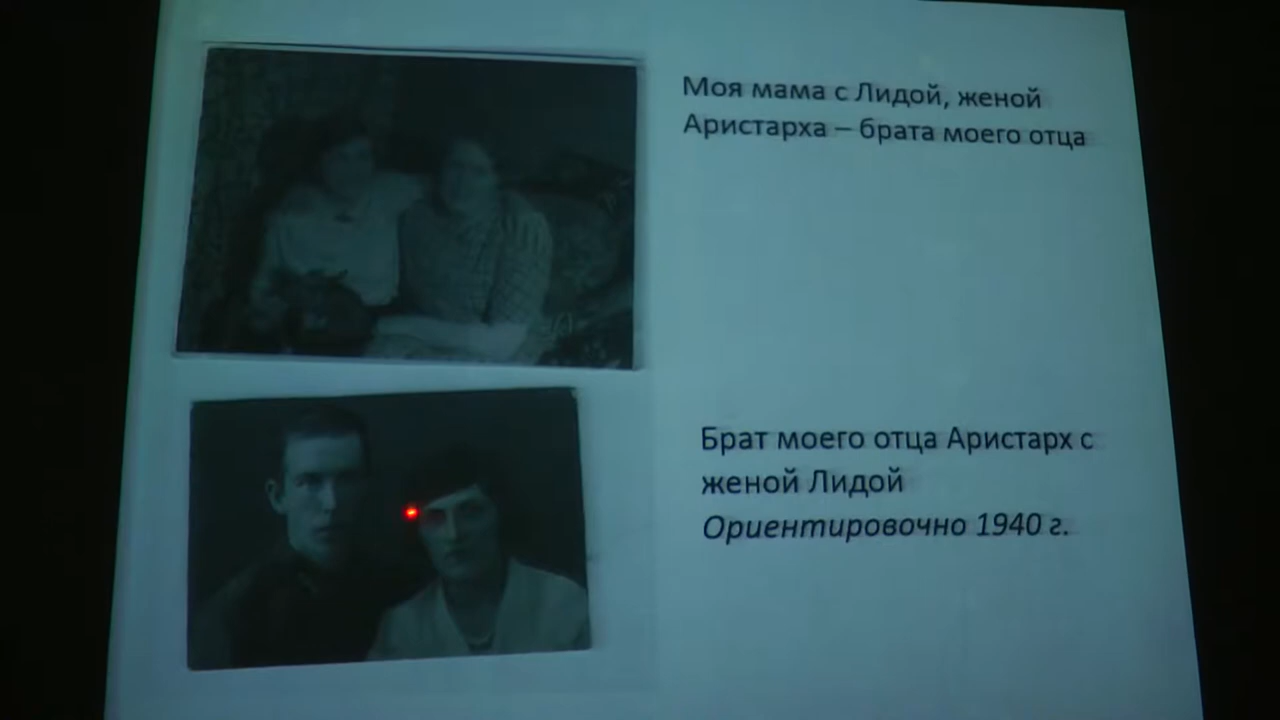 Моя мама с Лидой, женой
Аристарха – брата моего отца
Брат моего отца Аристарх с
женой Лидой
Ориентировочно 1940 г.